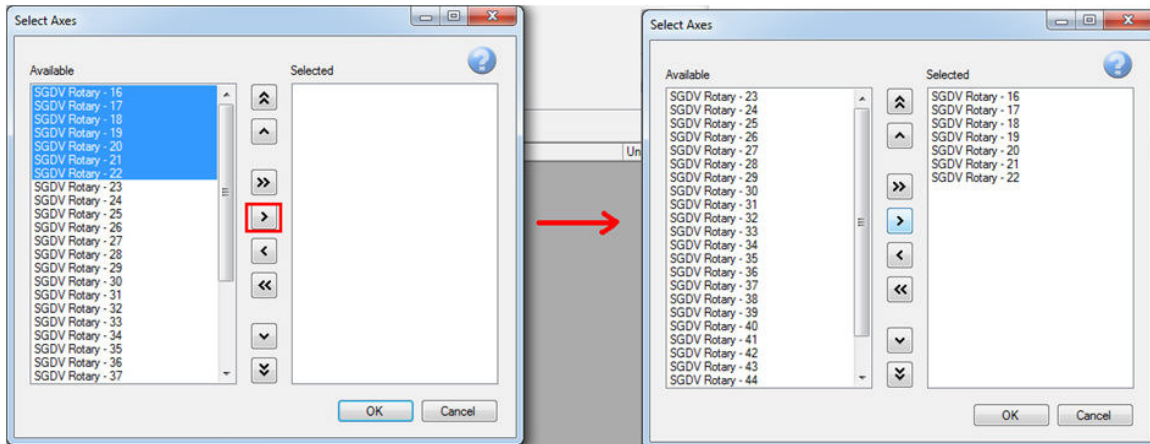 Select Axes
Available
Selected
SGDV Rotary - 16
SGDV Rotary - 17
SGDV Rotary - 18
SGDV Rotary - 19
SGDV Rotary - 20
SGDV Rotary - 21
SGDV Rotary - 22
SGDV Rotary - 23
SGDV Rotary - 24
SGDV Rotary - 25
SGDV Rotary - 26
SGDV Rotary - 27
SGDV Rotary - 28
SGDV Rotary - 29
SGDV Rotary - 30
SGDV Rotary - 31
SGDV Rotary - 32
SGDV Rotary - 33
SGDV Rotary - 34
SGDV Rotary - 35
SGDV Rotary - 36
SGDV Rotary - 37
OK
Cancel
Un
Select Axes
Available
Selected
SGDV Rotary - 23
SGDV Rotary - 24
SGDV Rotary - 25
SGDV Rotary - 26
SGDV Rotary - 27
SGDV Rotary - 28
SGDV Rotary - 29
SGDV Rotary - 30
SGDV Rotary - 31
SGDV Rotary - 32
SGDV Rotary - 33
SGDV Rotary - 34
SGDV Rotary - 35
SGDV Rotary - 36
SGDV Rotary - 37
SGDV Rotary - 38
SGDV Rotary - 39
SGDV Rotary - 40
SGDV Rotary - 41
SGDV Rotary - 42
SGDV Rotary - 43
SGDV Rotary - 44
SGDV Rotary - 16
SGDV Rotary - 17
SGDV Rotary - 18
SGDV Rotary - 19
SGDV Rotary - 20
SGDV Rotary - 21
SGDV Rotary - 22
OK
Cancel